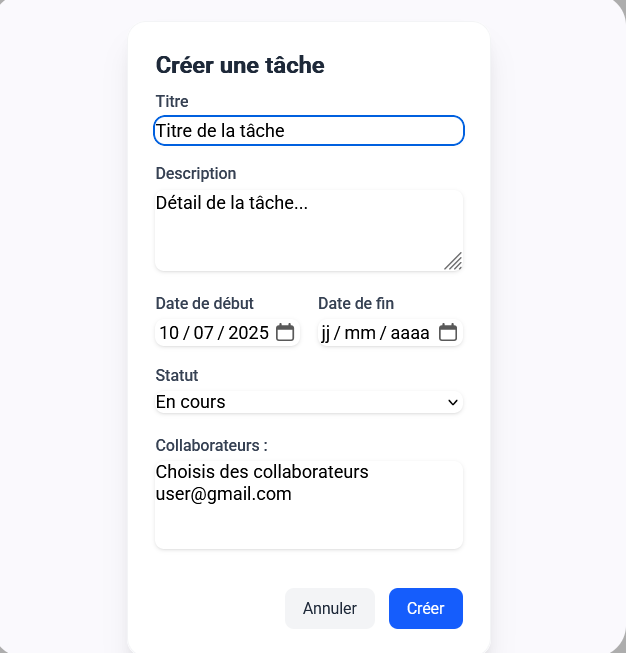 Créer une tâche
Titre
Titre de la tâche
Description
Détail de la tâche...
Date de début Date de fin
10 / 07 / 2025 jj / mm / aaaa
Statut
En cours
Collaborateurs :
Choisis des collaborateurs
user@gmail.com
Annuler Créer